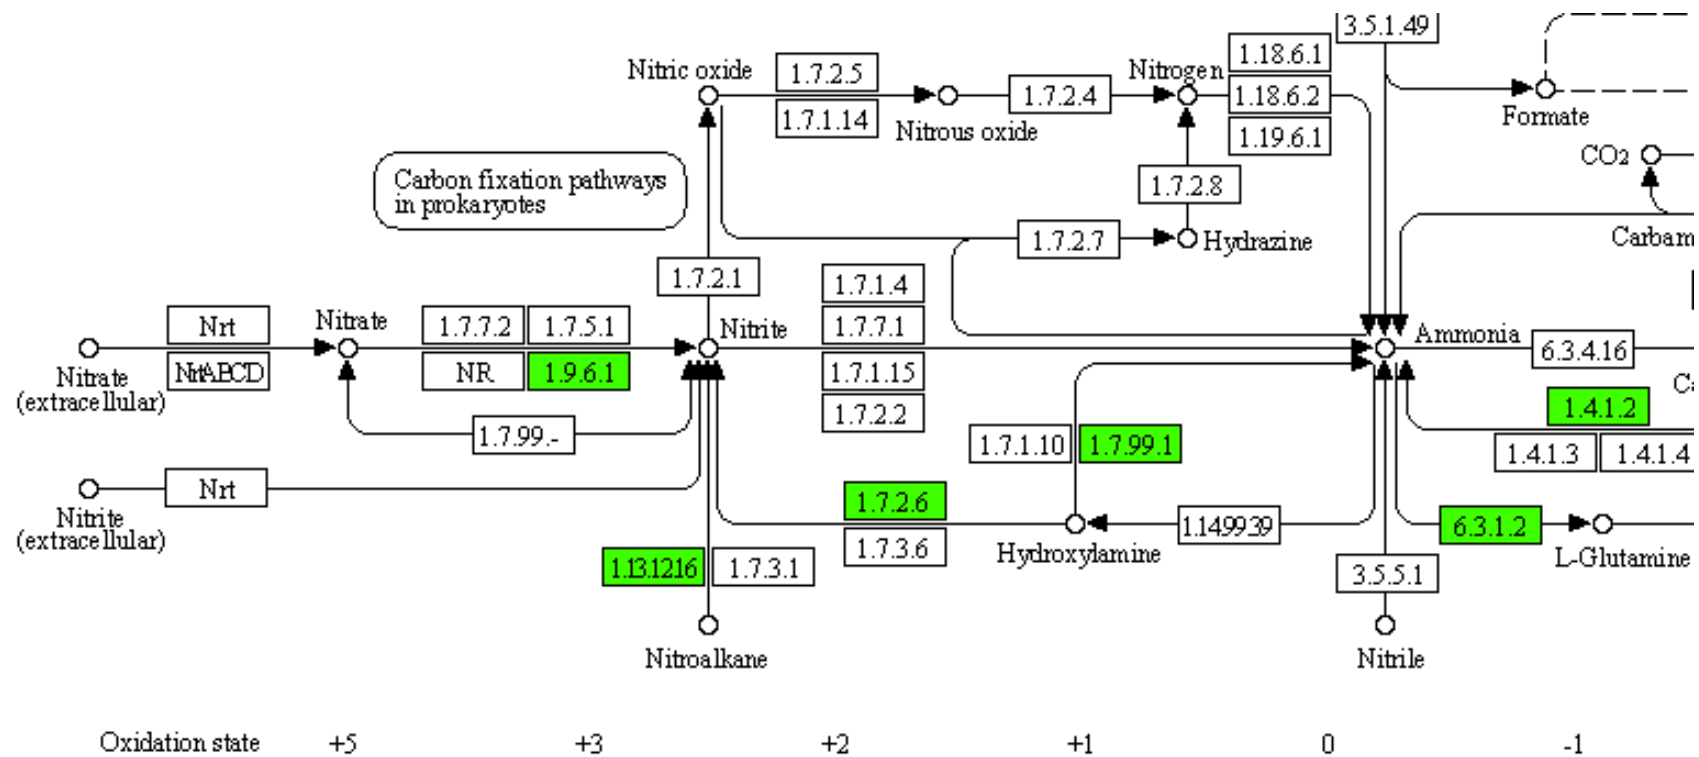 3.5.1.49
1.18.6.1
Nitric oxide
1.7.2.5
Nitrogen
1.7.2.4
1.18.6.2
1.7.1.14
Nitrous oxide
1.19.6.1
Formate
CO2
Carbon fixation pathways
in prokaryotes
1.7.2.8
1.7.2.7
Hydrazine
Carbam
1.7.2.1
1.7.1.4
Nrt
Nitrate
1.7.7.2
1.7.5.1
Nitrite
1.7.7.1
Ammonia
6.3.4.16
Nitrate
(extracellular)
NrtABCD
NR
1.9.6.1
1.7.1.15
Ca
1.7.2.2
1.4.1.2
1.7.99.-
1.7.1.10
1.7.99.1
1.4.1.3
1.4.1.4
Nrt
Nitrite
(extracellular)
1.7.2.6
1.7.3.6
Hydroxylamine
1.14.99.39
6.3.1.2
L-Glutamine
1.13.12.16
1.7.3.1
3.5.5.1
Nitroalkane
Nitrile
Oxidation state +5 +3 +2 +1 0 -1